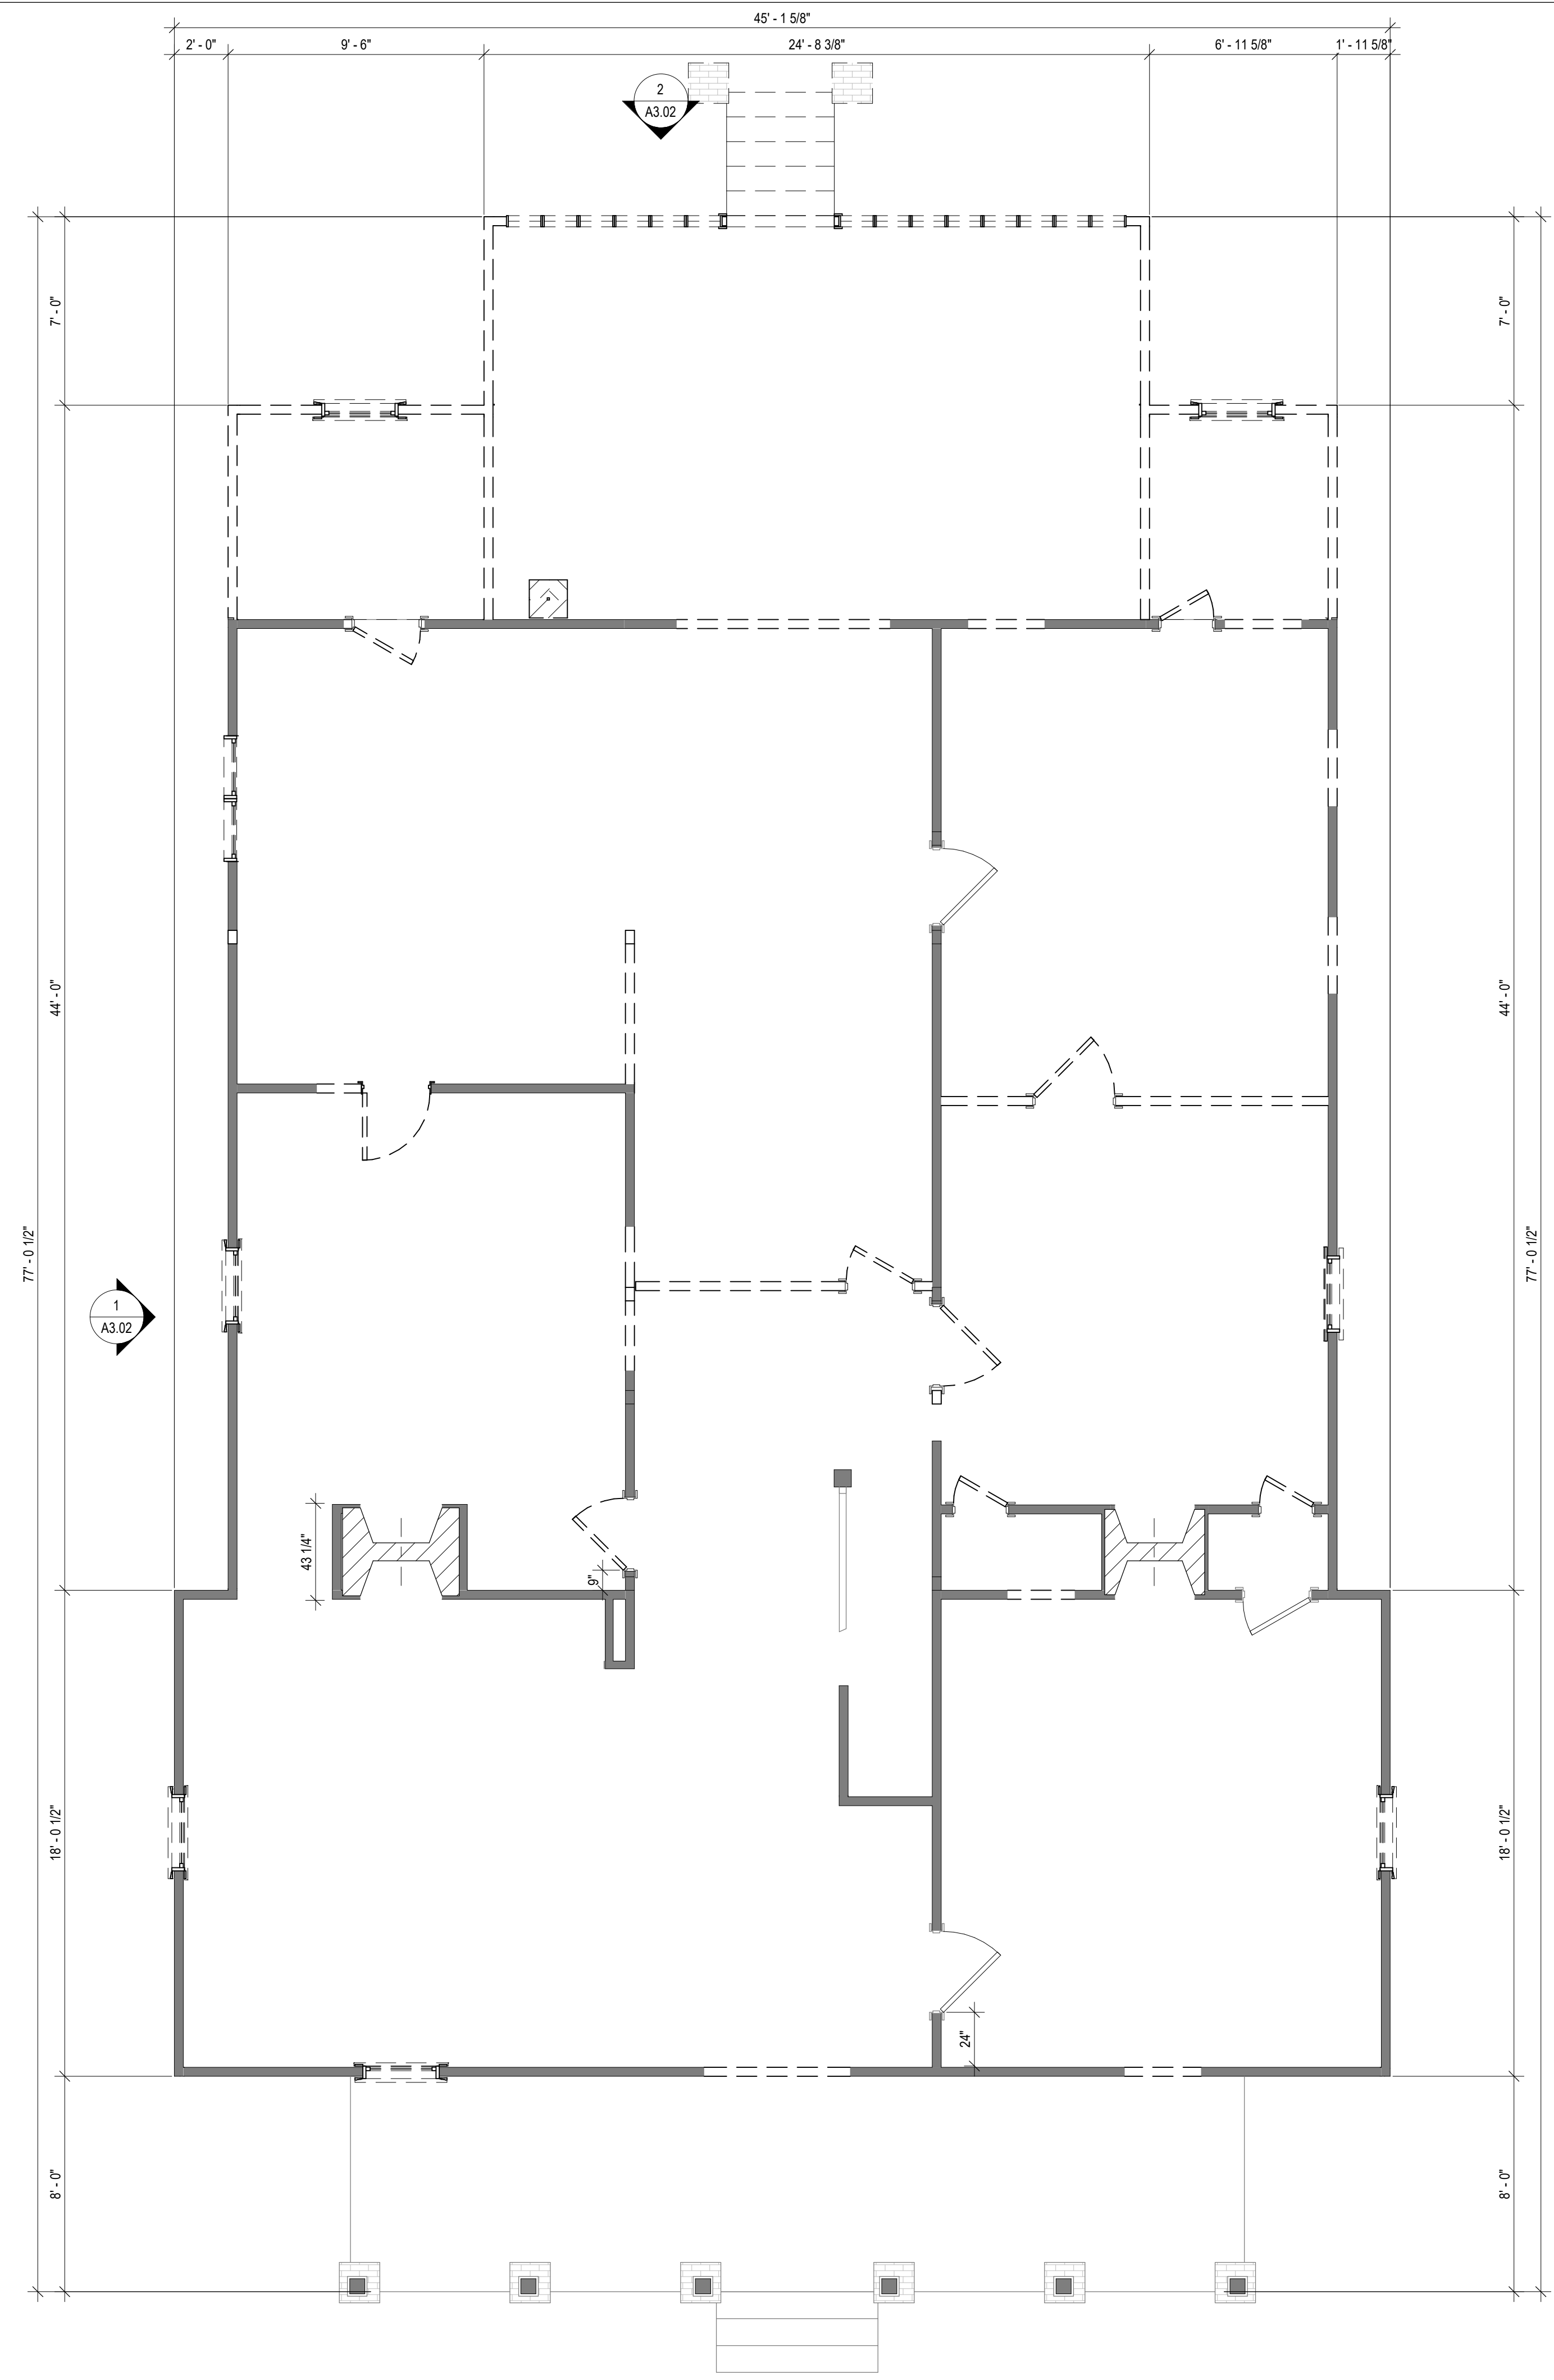 45' - 1 5/8"
2' - 0"
9' - 6"
24' - 8 3/8"
6' - 11 5/8"
1' - 11 5/8"
2
A3.02
7' - 0"
7' - 0"
44' - 0"
44' - 0"
77' - 0 1/2"
77' - 0 1/2"
1
A3.02
43 1/4"
9"
18' - 0 1/2"
18' - 0 1/2"
24"
8' - 0"
8' - 0"